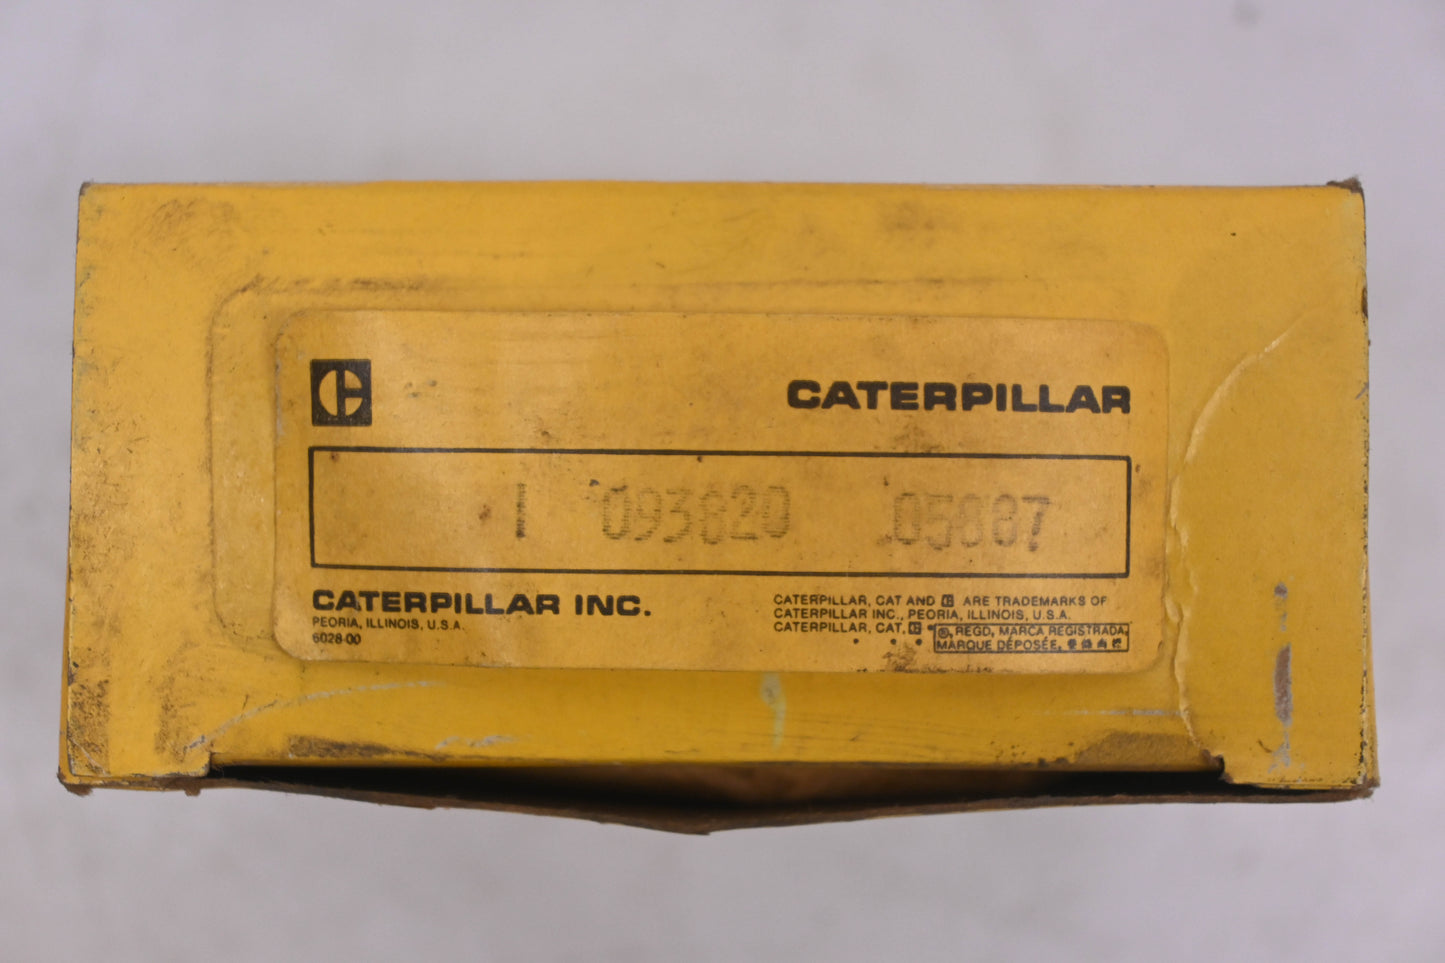 CATERPILLAR
1 093820 05887
CATERPILLAR INC.
PEORIA, ILLINOIS, U.S.A.
6028-00
CATERPILLAR, CAT AND C ARE TRADEMARKS OF
CATERPILLAR INC., PEORIA, ILLINOIS, U.S.A.
CATERPILLAR, CAT, C
®, REGD, MARCA REGISTRADA,
MARQUE DÉPOSÉE,